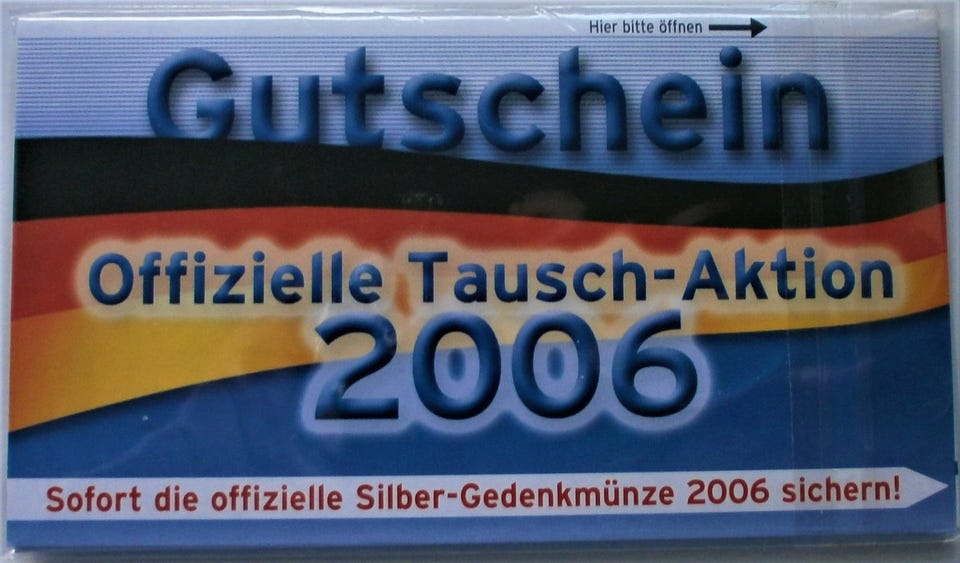 Hier bitte öffnen
Gutschein
Offizielle Tausch-Aktion
2006
Sofort die offizielle Silber-Gedenkmünze 2006 sichern!